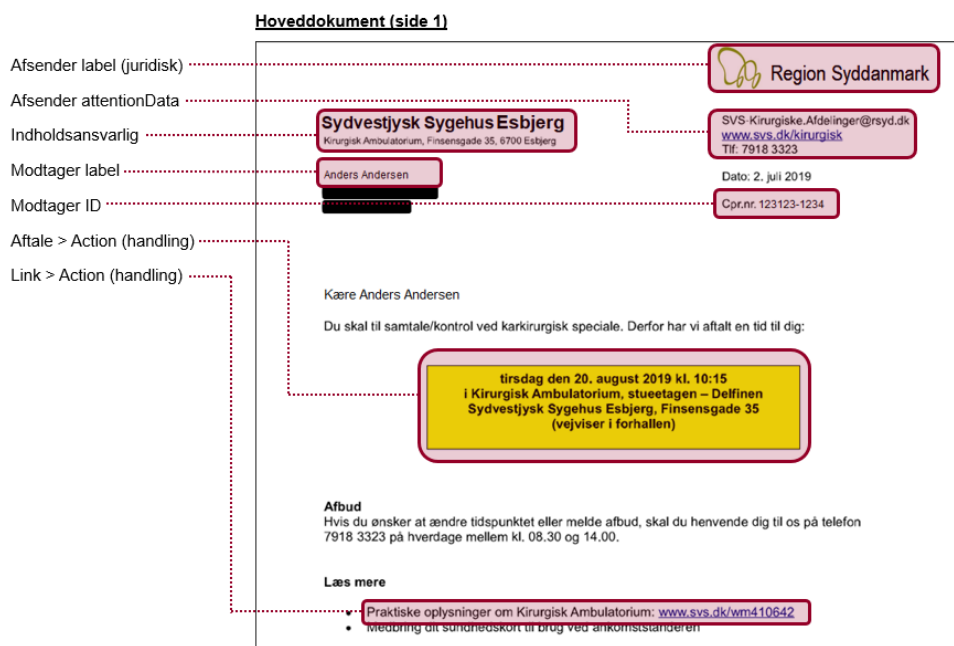 Hoveddokument (side 1)
Afsender label (juridisk)
Afsender attentionData
Indholdsansvarlig
Modtager label
Modtager ID
Aftale > Action (handling)
Link > Action (handling)
Region Syddanmark
Sydvestjysk Sygehus Esbjerg
Kirurgisk Ambulatorium, Finsensgade 35, 6700 Esbjerg
SVS-Kirurgiske.Afdelinger@rsyd.dk
www.svs.dk/kirurgisk
Tlf: 7918 3323
Anders Andersen
Dato: 2. juli 2019
Cpr.nr. 123123-1234
Kære Anders Andersen
Du skal til samtale/kontrol ved karkirurgisk speciale. Derfor har vi aftalt en tid til dig:
tirsdag den 20. august 2019 kl. 10:15
i Kirurgisk Ambulatorium, stueetagen – Delfinen
Sydvestjysk Sygehus Esbjerg, Finsensgade 35
(vejviser i forhallen)
Afbud
Hvis du ønsker at ændre tidspunktet eller melde afbud, skal du henvende dig til os på telefon
7918 3323 på hverdage mellem kl. 08.30 og 14.00.
Læs mere
• Praktiske oplysninger om Kirurgisk Ambulatorium: www.svs.dk/wm410642
• Medbring dit sundhedskort til brug ved ankomststanderen